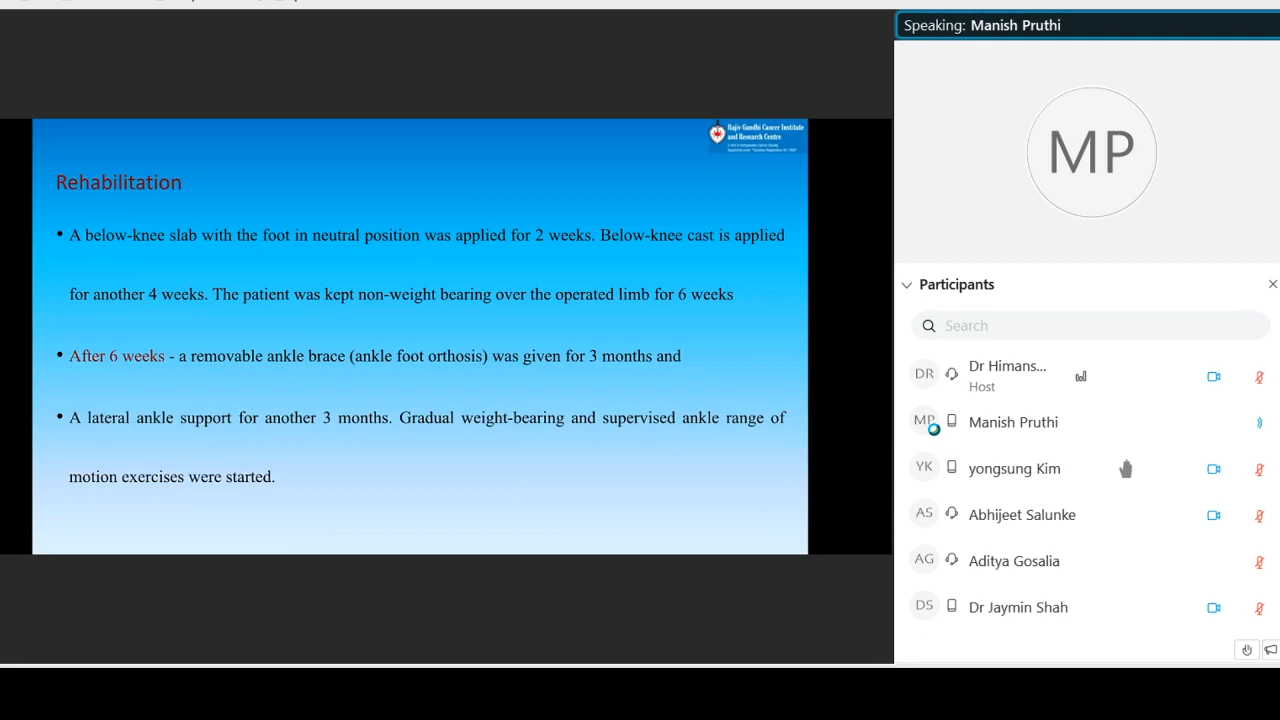 Speaking: Manish Pruthi
MP
Rajiv Gandhi Cancer Institute
and Research Centre
Rehabilitation
• A below-knee slab with the foot in neutral position was applied for 2 weeks. Below-knee cast is applied
for another 4 weeks. The patient was kept non-weight bearing over the operated limb for 6 weeks
• After 6 weeks - a removable ankle brace (ankle foot orthosis) was given for 3 months and
• A lateral ankle support for another 3 months. Gradual weight-bearing and supervised ankle range of
motion exercises were started.
Participants
Search
DR Dr Himans...
Host
MP Manish Pruthi
YK yongsung Kim
AS Abhijeet Salunke
AG Aditya Gosalia
DS Dr Jaymin Shah